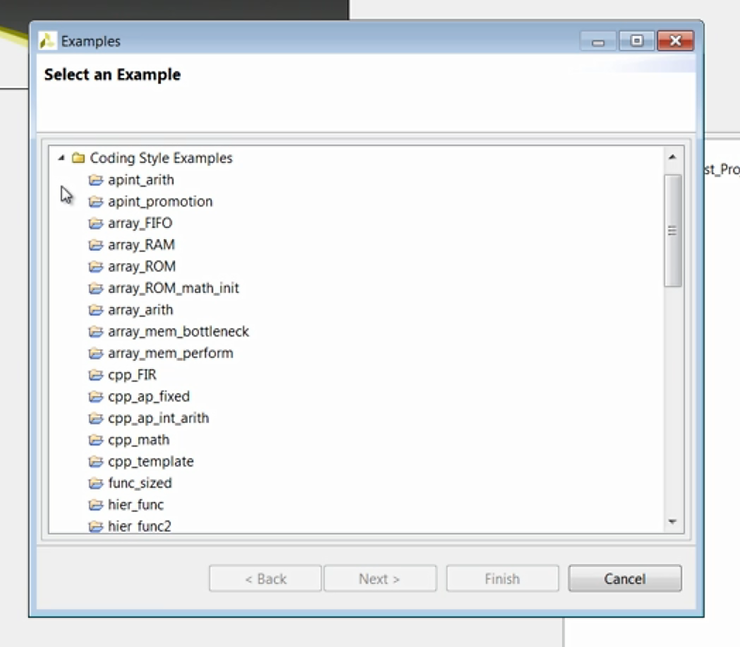 Examples
Select an Example
Coding Style Examples
apint_arith
apint_promotion
array_FIFO
array_RAM
array_ROM
array_ROM_math_init
array_arith
array_mem_bottleneck
array_mem_perform
cpp_FIR
cpp_ap_fixed
cpp_ap_int_arith
cpp_math
cpp_template
func_sized
hier_func
hier_func2
st_Pro
< Back
Next >
Finish
Cancel